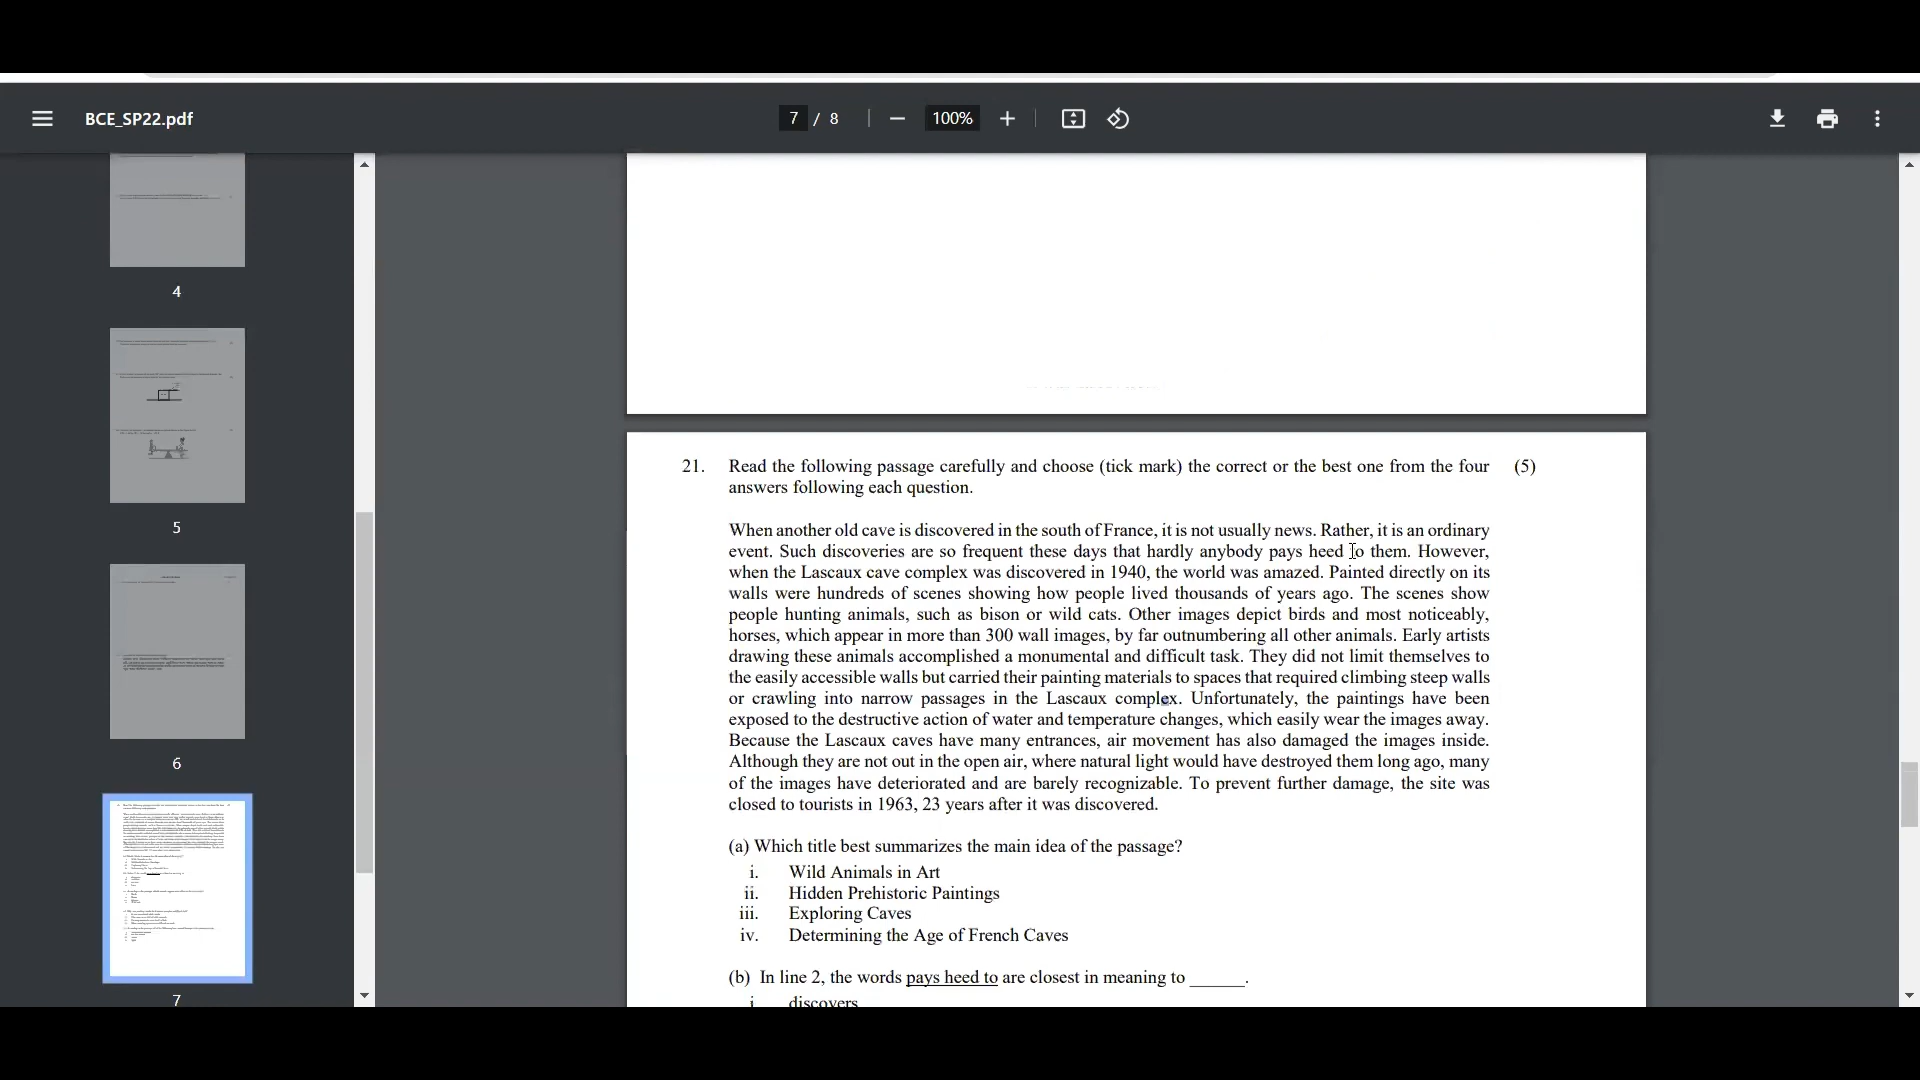 BCE_SP22.pdf
7 / 8
100%
4
5
6
7
21. Read the following passage carefully and choose (tick mark) the correct or the best one from the four (5)
answers following each question.
When another old cave is discovered in the south of France, it is not usually news. Rather, it is an ordinary
event. Such discoveries are so frequent these days that hardly anybody pays heed to them. However,
when the Lascaux cave complex was discovered in 1940, the world was amazed. Painted directly on its
walls were hundreds of scenes showing how people lived thousands of years ago. The scenes show
people hunting animals, such as bison or wild cats. Other images depict birds and most noticeably,
horses, which appear in more than 300 wall images, by far outnumbering all other animals. Early artists
drawing these animals accomplished a monumental and difficult task. They did not limit themselves to
the easily accessible walls but carried their painting materials to spaces that required climbing steep walls
or crawling into narrow passages in the Lascaux complex. Unfortunately, the paintings have been
exposed to the destructive action of water and temperature changes, which easily wear the images away.
Because the Lascaux caves have many entrances, air movement has also damaged the images inside.
Although they are not out in the open air, where natural light would have destroyed them long ago, many
of the images have deteriorated and are barely recognizable. To prevent further damage, the site was
closed to tourists in 1963, 23 years after it was discovered.
(a) Which title best summarizes the main idea of the passage?
i. Wild Animals in Art
ii. Hidden Prehistoric Paintings
iii. Exploring Caves
iv. Determining the Age of French Caves
(b) In line 2, the words pays heed to are closest in meaning to ______.
i. discovers